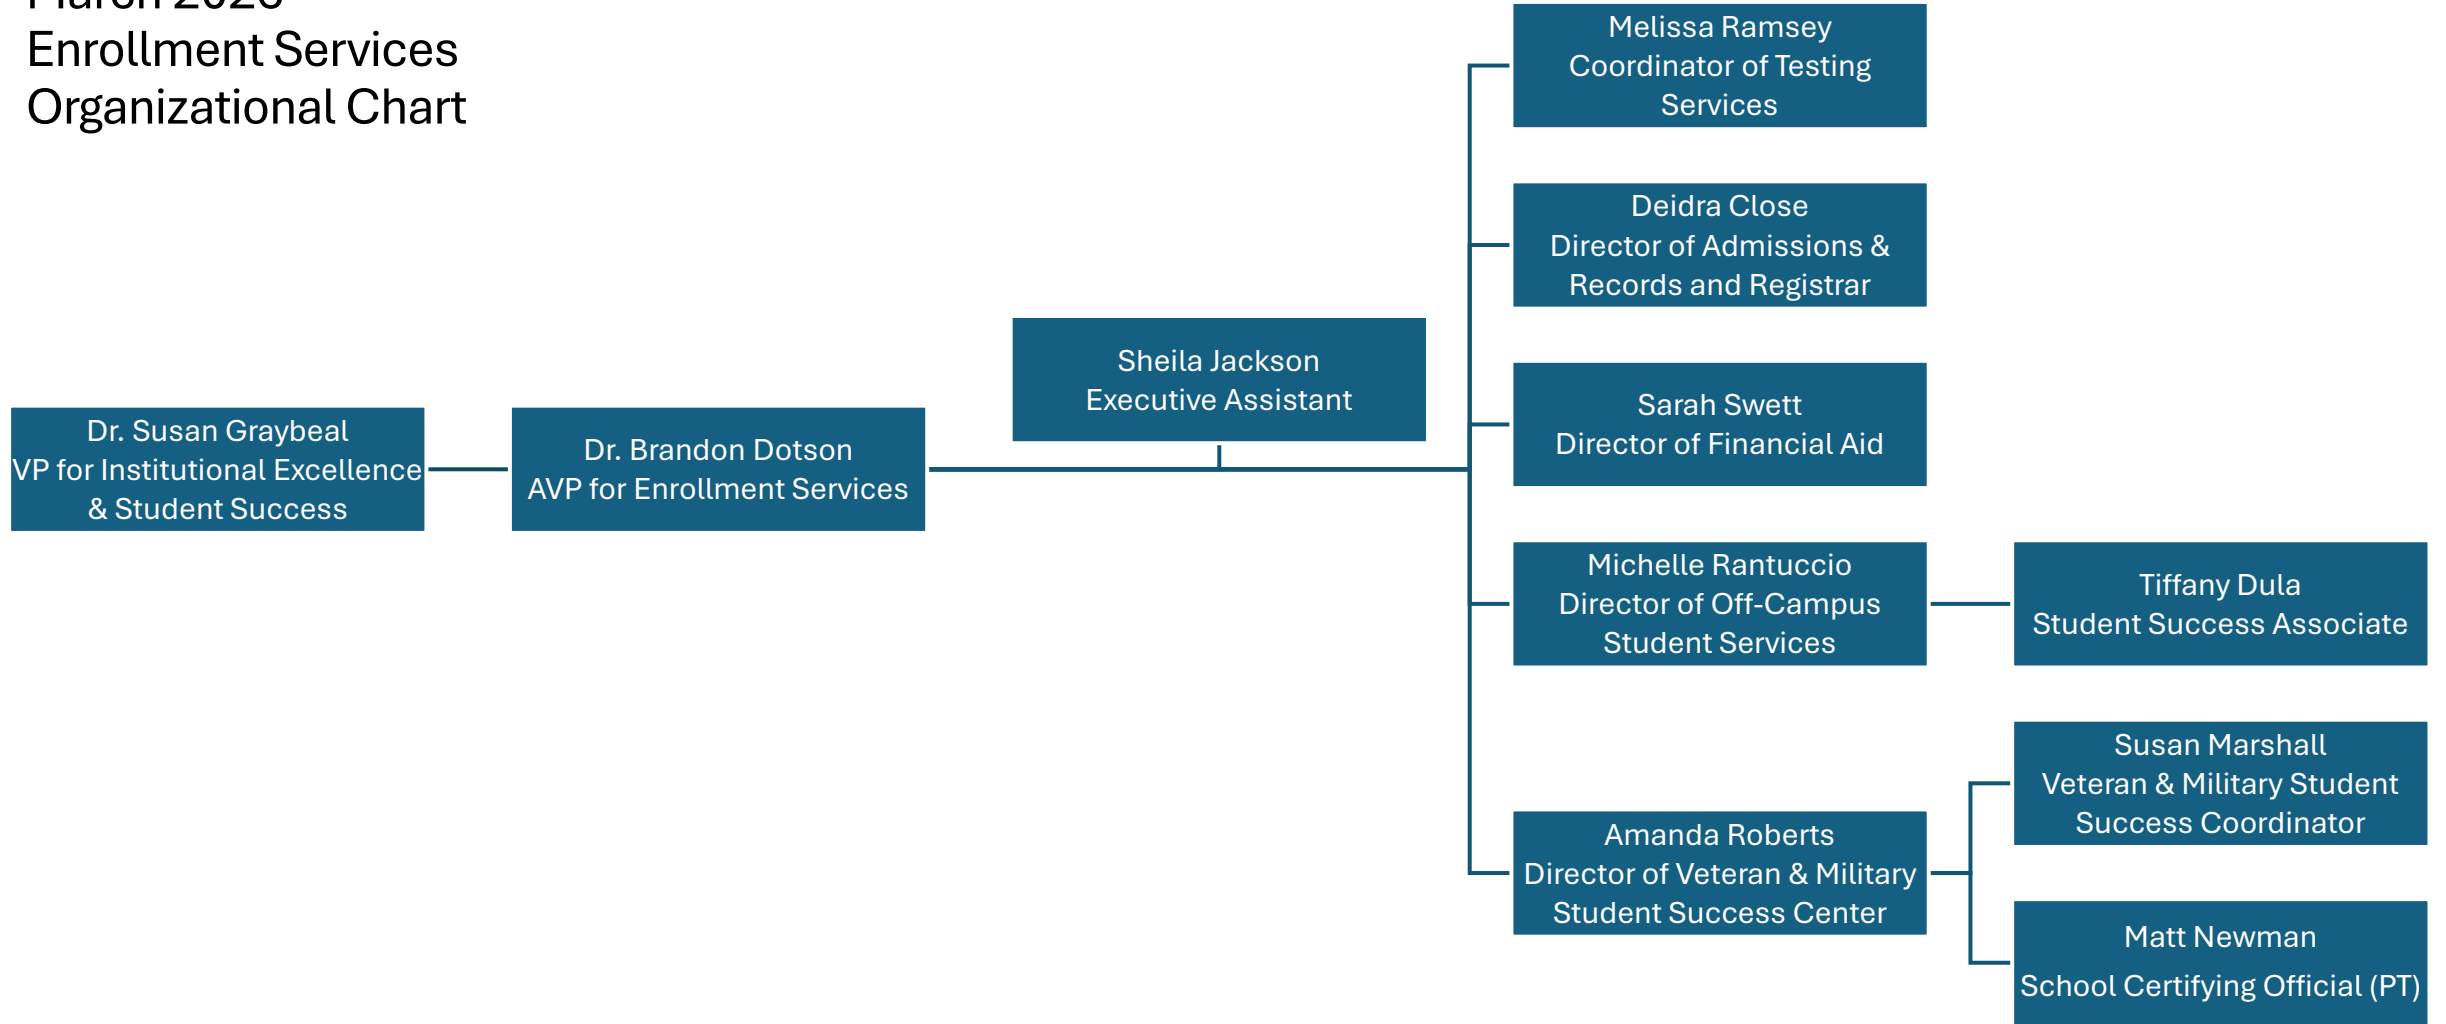 March 2026
Enrollment Services
Organizational Chart
Melissa Ramsey
Coordinator of Testing
Services
Deidra Close
Director of Admissions &
Records and Registrar
Sheila Jackson
Executive Assistant
Sarah Swett
Director of Financial Aid
Dr. Susan Graybeal
VP for Institutional Excellence
& Student Success
Dr. Brandon Dotson
AVP for Enrollment Services
Michelle Rantuccio
Director of Off-Campus
Student Services
Tiffany Dula
Student Success Associate
Susan Marshall
Veteran & Military Student
Success Coordinator
Amanda Roberts
Director of Veteran & Military
Student Success Center
Matt Newman
School Certifying Official (PT)